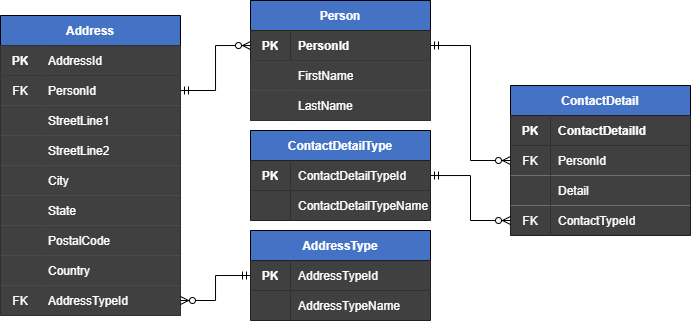 Address
PK AddressId
FK PersonId
StreetLine1
StreetLine2
City
State
PostalCode
Country
FK AddressTypeId
Person
PK PersonId
FirstName
LastName
ContactDetailType
PK ContactDetailTypeId
ContactDetailTypeName
AddressType
PK AddressTypeId
AddressTypeName
ContactDetail
PK ContactDetailId
FK PersonId
Detail
FK ContactTypeId